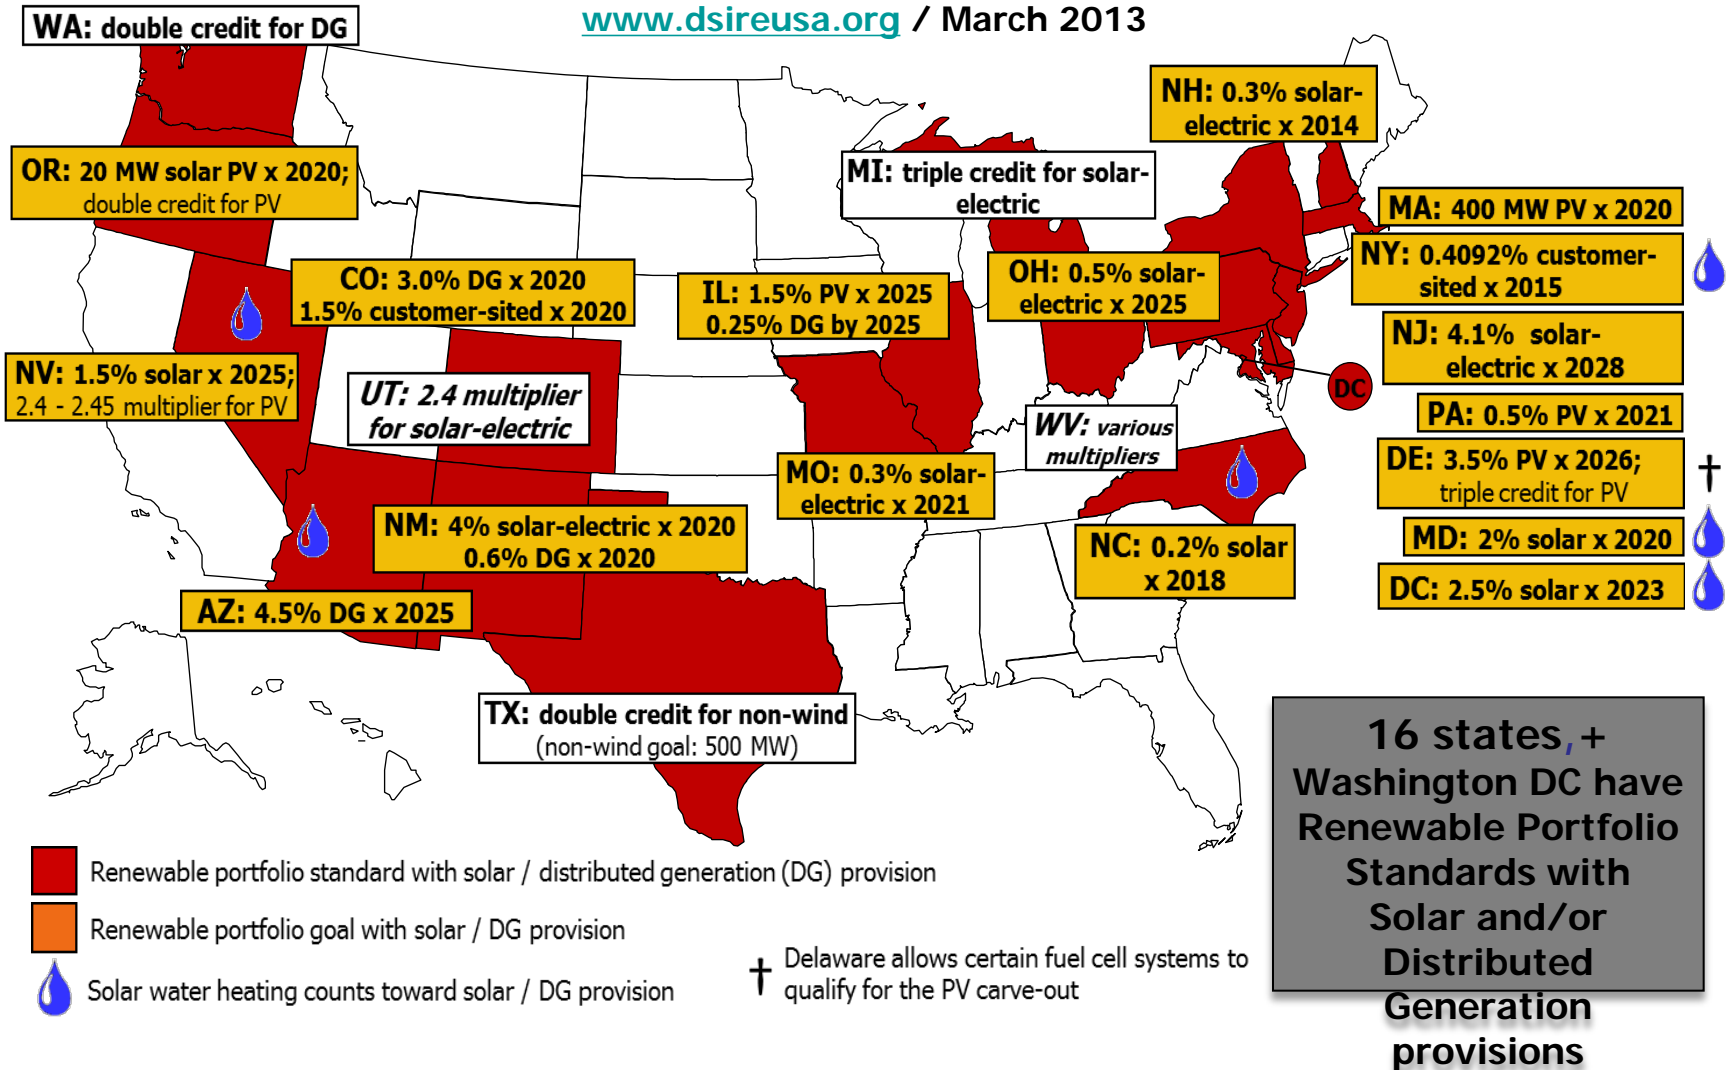 www.dsireusa.org / March 2013
WA: double credit for DG
NH: 0.3% solar-
electric x 2014
OR: 20 MW solar PV x 2020;
double credit for PV
MI: triple credit for solar-
electric
MA: 400 MW PV x 2020
NY: 0.4092% customer-
sited x 2015
CO: 3.0% DG x 2020
1.5% customer-sited x 2020
IL: 1.5% PV x 2025
0.25% DG by 2025
OH: 0.5% solar-
electric x 2025
NJ: 4.1% solar-
electric x 2028
NV: 1.5% solar x 2025;
2.4 - 2.45 multiplier for PV
UT: 2.4 multiplier
for solar-electric
DC
PA: 0.5% PV x 2021
WV: various
multipliers
DE: 3.5% PV x 2026;
triple credit for PV
†
MO: 0.3% solar-
electric x 2021
NM: 4% solar-electric x 2020
0.6% DG x 2020
NC: 0.2% solar
x 2018
MD: 2% solar x 2020
DC: 2.5% solar x 2023
AZ: 4.5% DG x 2025
TX: double credit for non-wind
(non-wind goal: 500 MW)
16 states,+
Washington DC have
Renewable Portfolio
Standards with
Solar and/or
Distributed
Generation
provisions
Renewable portfolio standard with solar / distributed generation (DG) provision
Renewable portfolio goal with solar / DG provision
Solar water heating counts toward solar / DG provision
† Delaware allows certain fuel cell systems to
qualify for the PV carve-out